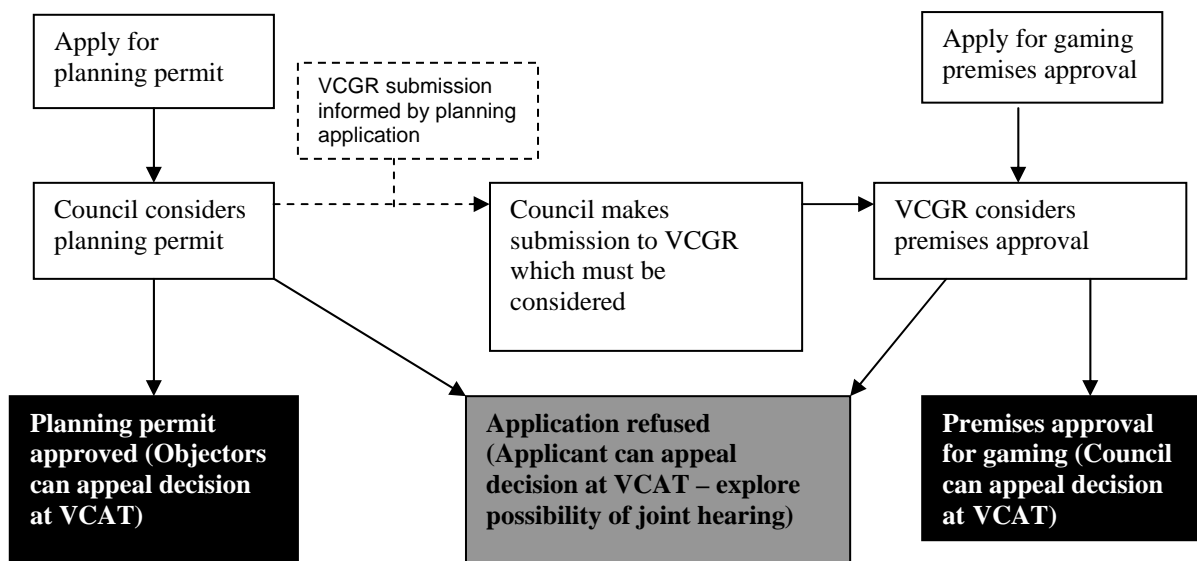 Apply for
planning permit
VCGR submission
informed by planning
application
Apply for gaming
premises approval
Council considers
planning permit
Council makes
submission to VCGR
which must be
considered
VCGR considers
premises approval
Planning permit
approved (Objectors
can appeal decision
at VCAT)
Application refused
(Applicant can appeal
decision at VCAT – explore
possibility of joint hearing)
Premises approval
for gaming (Council
can appeal decision
at VCAT)